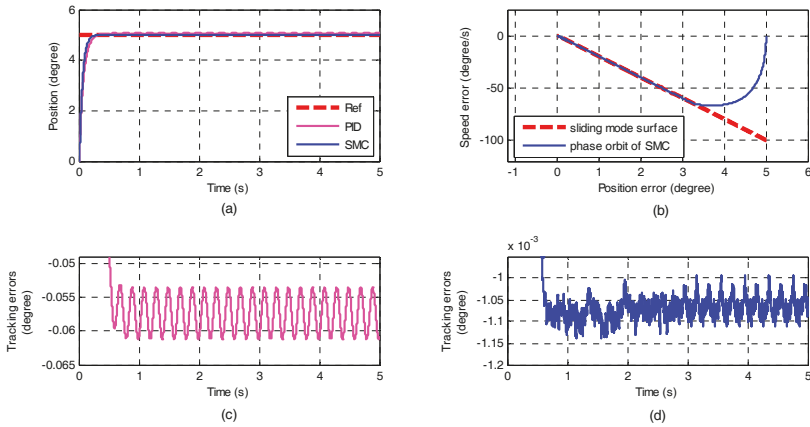 6
4
2
0
Position (degree)
Ref
PID
SMC
0 1 2 3 4 5
Time (s)
(a)
0
-50
-100
Speed error (degree/s)
sliding mode surface
phase orbit of SMC
-1 0 1 2 3 4 5 6
Position error (degree)
(b)
-0.05
-0.055
-0.06
-0.065
Tracking errors
(degree)
0 1 2 3 4 5
Time (s)
(c)
x 10-3
-1
-1.05
-1.1
-1.15
-1.2
Tracking errors
(degree)
0 1 2 3 4 5
Time (s)
(d)